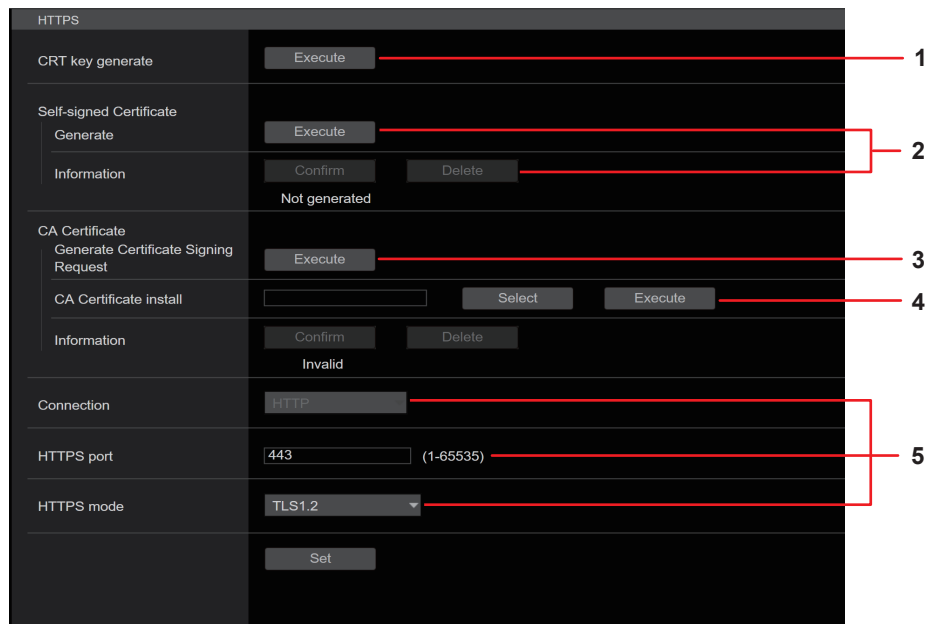 HTTPS
CRT key generate
Execute
1
Self-signed Certificate
Generate
Execute
2
Information
Confirm
Delete
Not generated
CA Certificate
Generate Certificate Signing
Request
Execute
3
CA Certificate install
Select
Execute
4
Information
Confirm
Delete
Invalid
Connection
HTTP
HTTPS port
443
(1-65535)
5
HTTPS mode
TLS1.2
Set